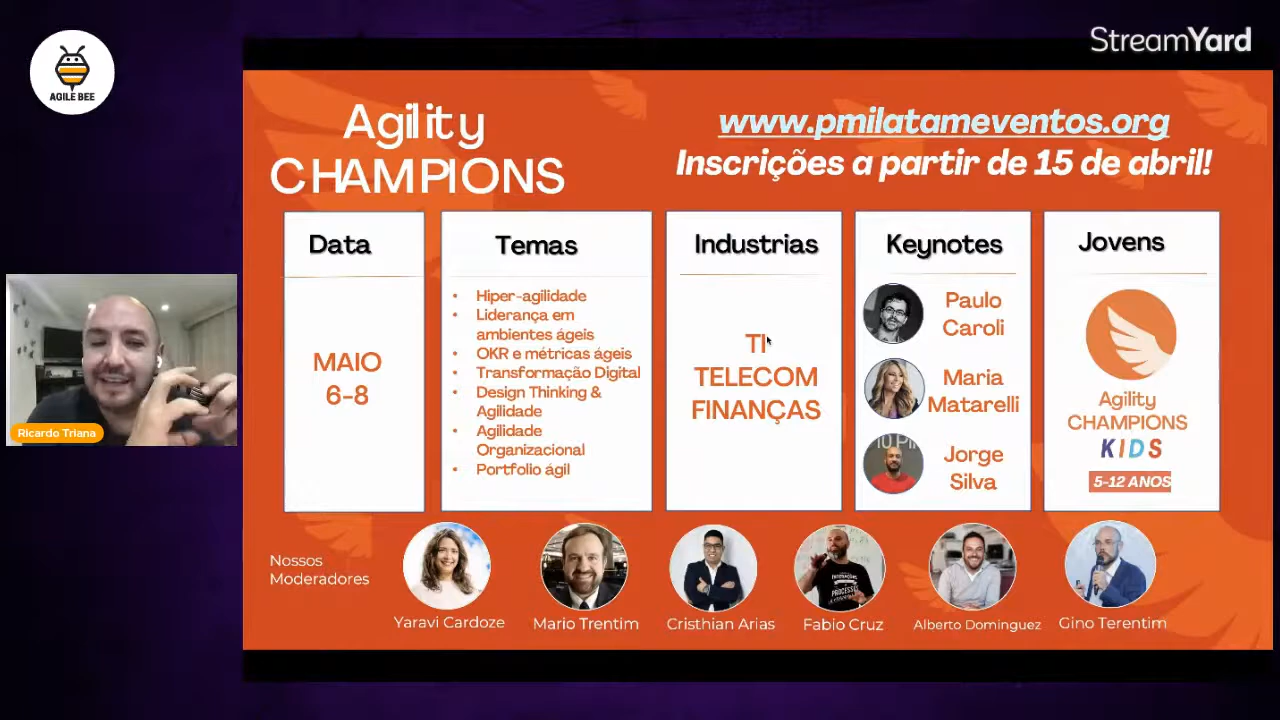 AGILE BEE
StreamYard
Agility
CHAMPIONS
www.pmilatameventos.org
Inscrições a partir de 15 de abril!
Data
MAIO
6-8
Temas
• Hiper-agilidade
• Liderança em
ambientes ágeis
• OKR e métricas ágeis
• Transformação Digital
• Design Thinking &
Agilidade
• Agilidade
Organizacional
• Portfolio ágil
Industrias
TI
TELECOM
FINANÇAS
Keynotes
Paulo
Caroli
Maria
Matarelli
Jorge
Silva
Jovens
Agility
CHAMPIONS
KIDS
5-12 ANOS
Ricardo Triana
Nossos
Moderadores
Yaravi Cardoze
Mario Trentim
Cristhian Arias
Fabio Cruz
Alberto Dominguez
Gino Terentim